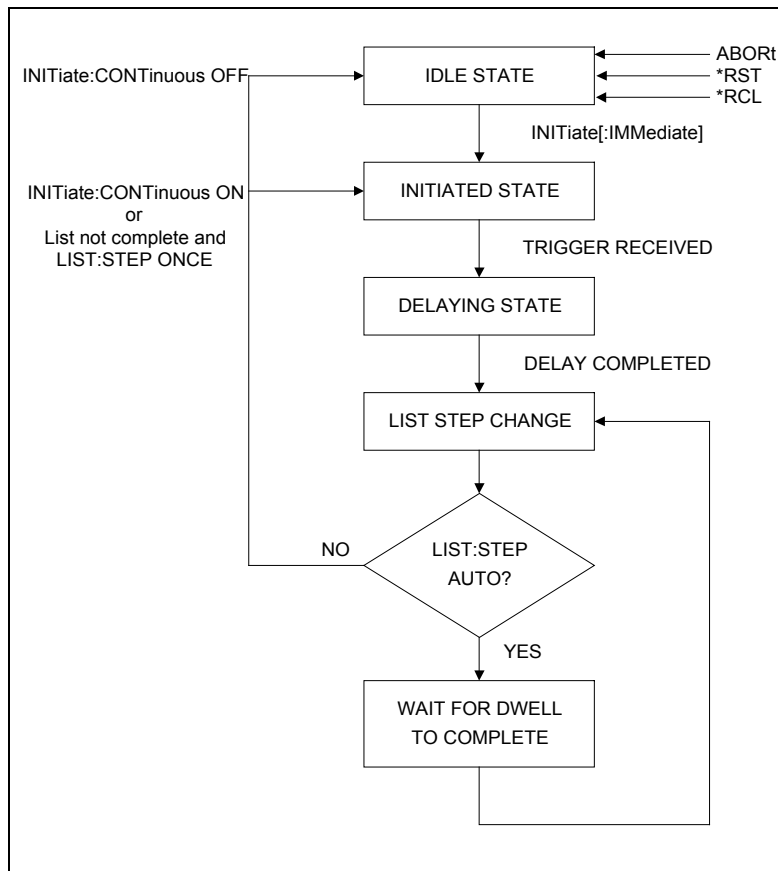 ABORt
INITiate:CONTinuous OFF
IDLE STATE
*RST
*RCL
INITiate[:IMMediate]
INITiate:CONTinuous ON
or
List not complete and
LIST:STEP ONCE
INITIATED STATE
TRIGGER RECEIVED
DELAYING STATE
DELAY COMPLETED
LIST STEP CHANGE
NO
LIST:STEP
AUTO?
YES
WAIT FOR DWELL
TO COMPLETE